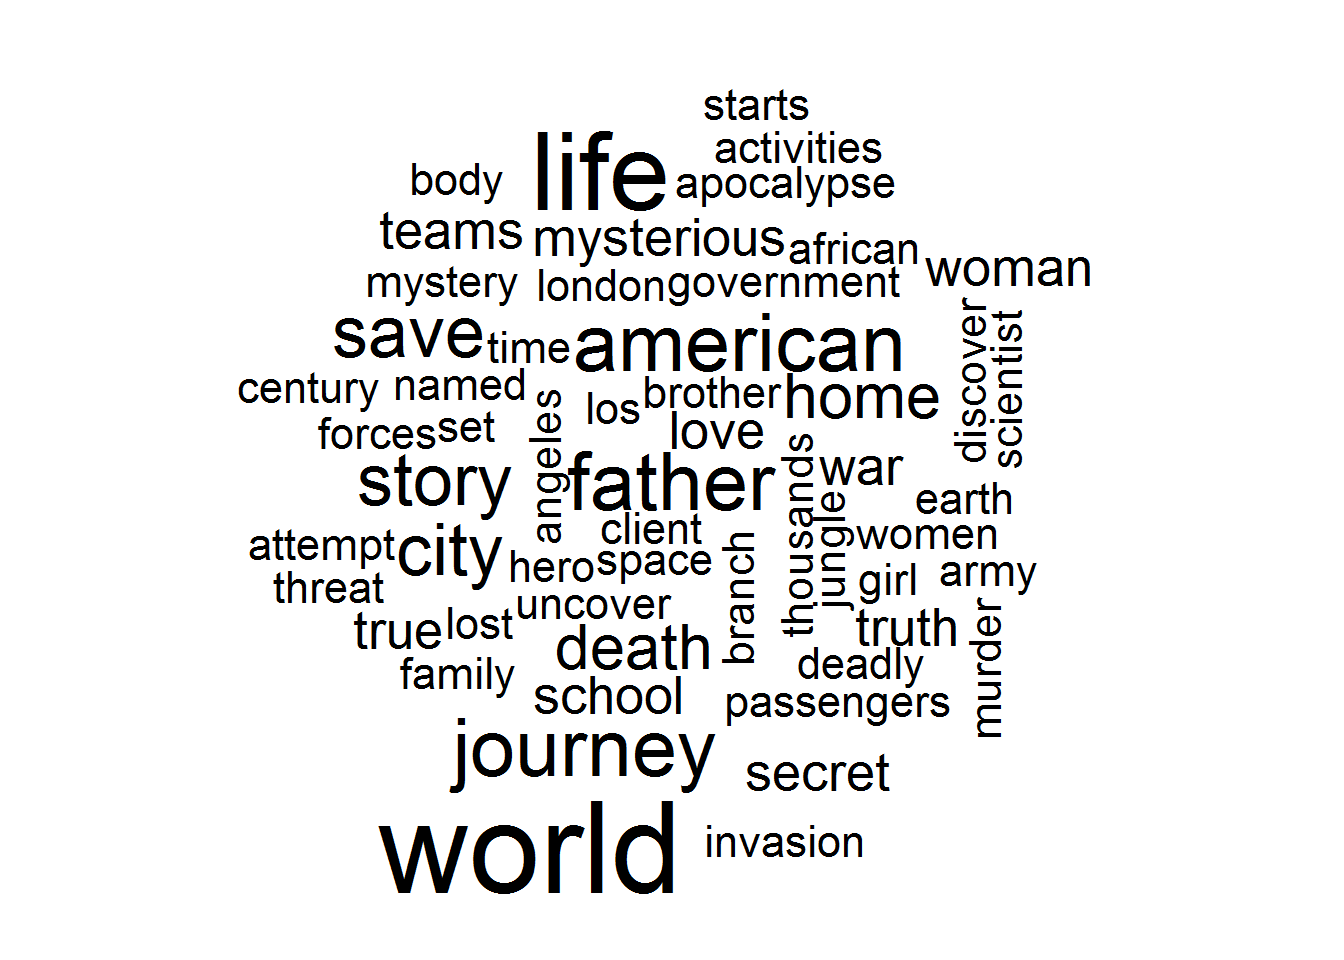 starts
activities
life
body
apocalypse
teams
mysterious
african
woman
mystery
london
government
discover
scientist
save
time
american
century
named
brother
home
los
forces
set
angeles
love
story
father
thousands
war
jungle
earth
attempt
city
client
women
hero
space
branch
girl
army
threat
uncover
true
lost
death
truth
murder
family
deadly
school
passengers
journey
secret
world
invasion